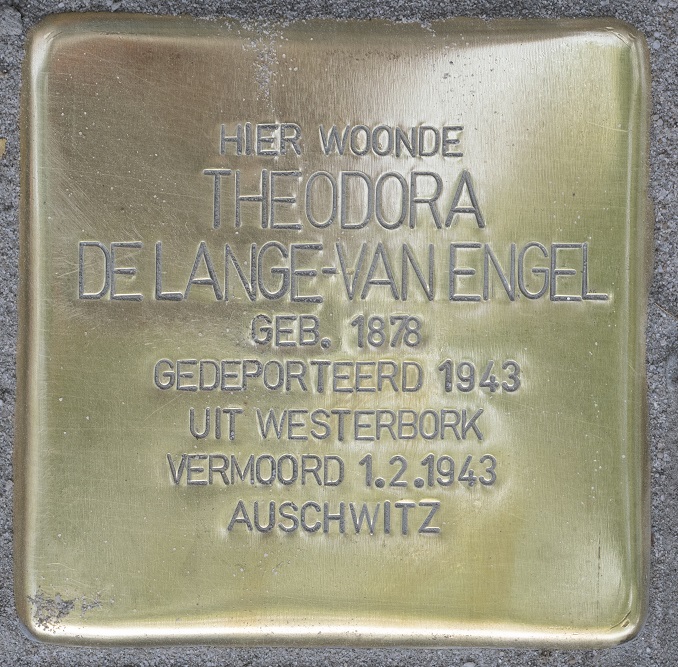 HIER WOONDE
THEODORA
DE LANGE-VAN ENGEL
GEB. 1878
GEDEPORTEERD 1943
UIT WESTERBORK
VERMOORD 1.2.1943
AUSCHWITZ